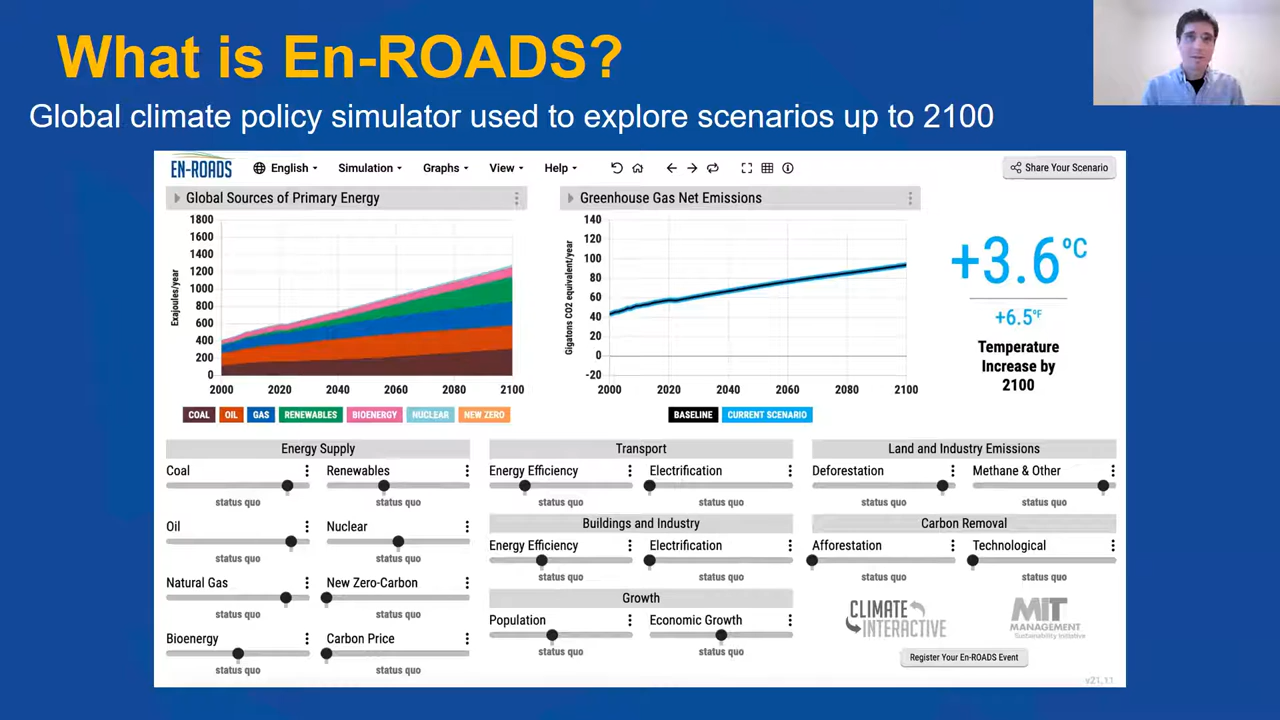 What is En-ROADS?
Global climate policy simulator used to explore scenarios up to 2100
EN-ROADS
English
Simulation
Graphs
View
Help
Share Your Scenario
Global Sources of Primary Energy
Exajoules/year
1800
1600
1400
1200
1000
800
600
400
200
0
2000 2020 2040 2060 2080 2100
COAL OIL GAS RENEWABLES BIOENERGY NUCLEAR NEW ZERO
Greenhouse Gas Net Emissions
Gigatons CO2 equivalent/year
140
120
100
80
60
40
20
0
-20
2000 2020 2040 2060 2080 2100
BASELINE CURRENT SCENARIO
+3.6°C
+6.5°F
Temperature
Increase by
2100
Energy Supply
Coal
status quo
Renewables
status quo
Oil
status quo
Nuclear
status quo
Natural Gas
status quo
New Zero-Carbon
status quo
Bioenergy
status quo
Carbon Price
status quo
Transport
Energy Efficiency
status quo
Electrification
status quo
Buildings and Industry
Energy Efficiency
status quo
Electrification
status quo
Growth
Population
status quo
Economic Growth
status quo
Land and Industry Emissions
Deforestation
status quo
Methane & Other
status quo
Carbon Removal
Afforestation
status quo
Technological
status quo
CLIMATE
INTERACTIVE
MIT
MANAGEMENT
Sustainability Initiative
Register Your En-ROADS Event
v21.11